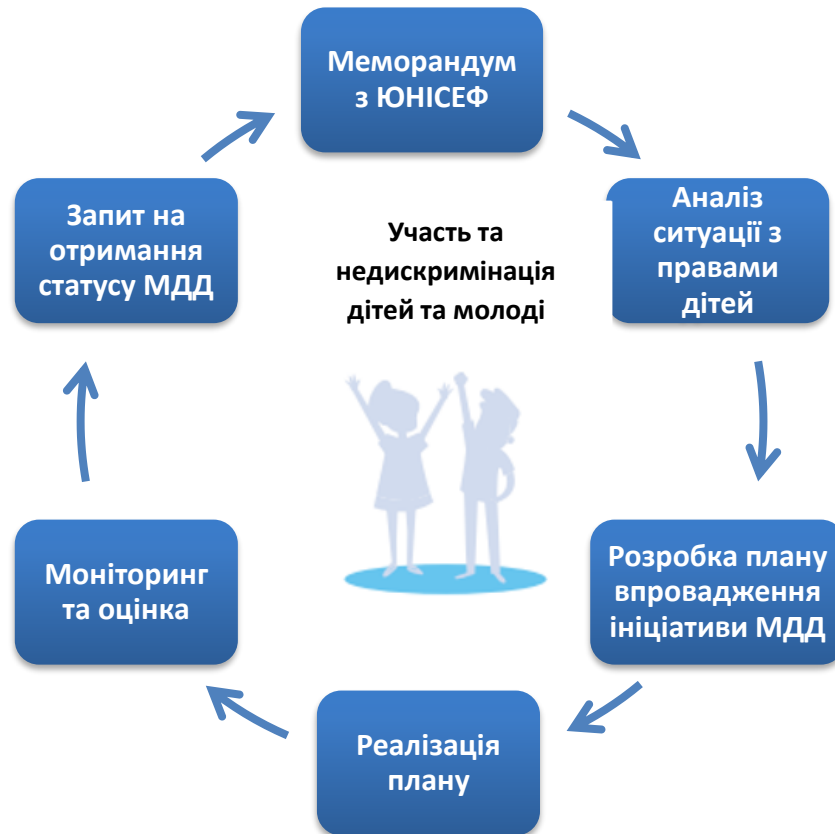 Меморандум
з ЮНІСЕФ
Аналіз
ситуації з
правами
дітей
Розробка плану
впровадження
ініціативи МДД
Реалізація
плану
Моніторинг
та оцінка
Запит на
отримання
статусу МДД
Участь та
недискримінація
дітей та молоді